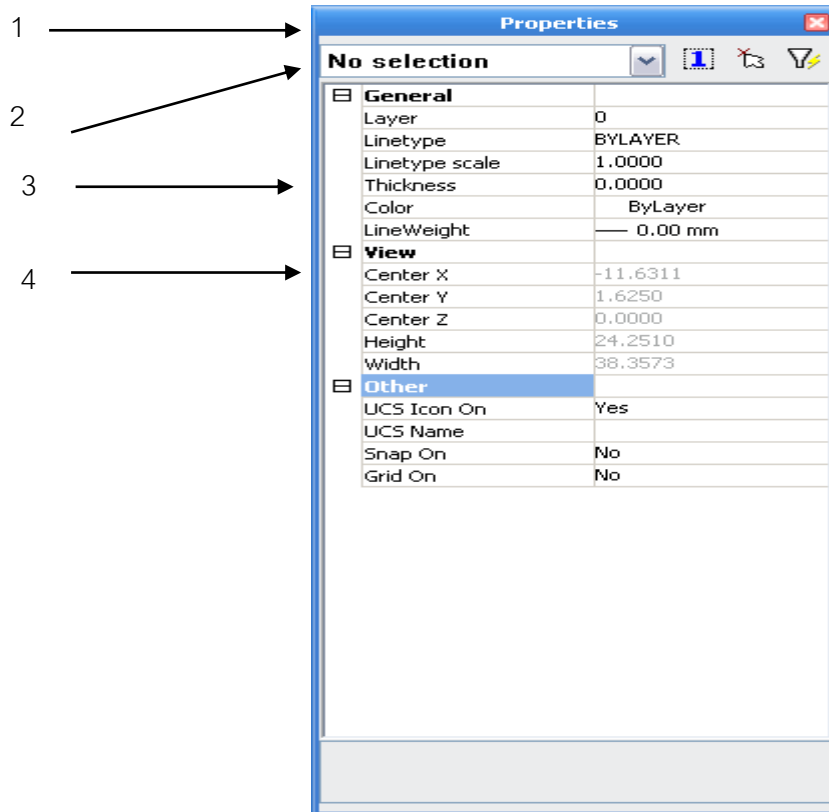 1
Properties
No selection
1
2
General
Layer 0
Linetype BYLAYER
Linetype scale 1.0000
3
Thickness 0.0000
Color ByLayer
LineWeight 0.00 mm
View
4
Center X -11.6311
Center Y 1.6250
Center Z 0.0000
Height 24.2510
Width 38.3573
Other
UCS Icon On Yes
UCS Name
Snap On No
Grid On No